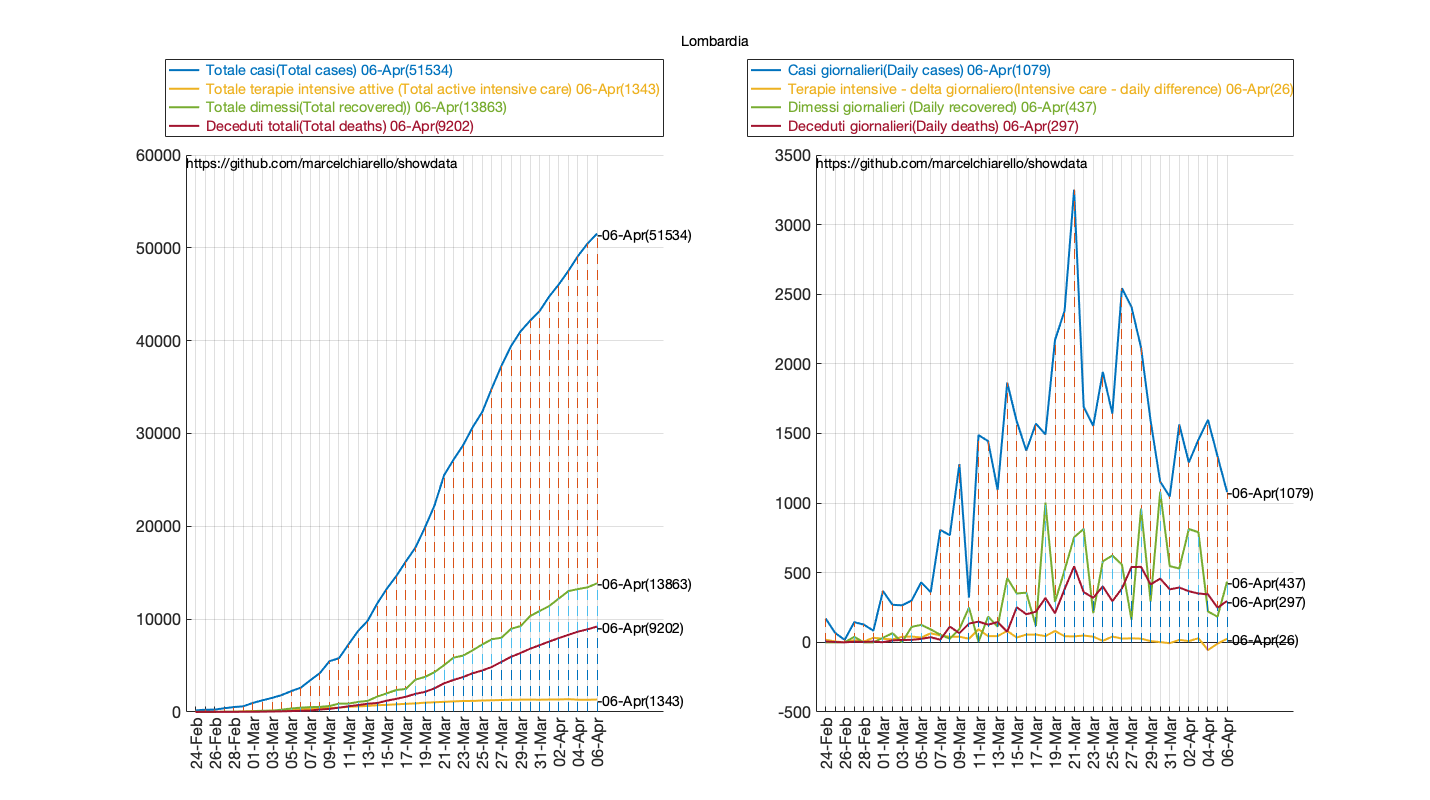 Lombardia
Totale casi(Total cases) 06-Apr(51534)
Totale terapie intensive attive (Total active intensive care) 06-Apr(1343)
Totale dimessi(Total recovered)) 06-Apr(13863)
Deceduti totali(Total deaths) 06-Apr(9202)
60000
https://github.com/marcelchiarello/showdata
50000
40000
30000
20000
10000
0
-06-Apr(51534)
-06-Apr(13863)
-06-Apr(9202)
-06-Apr(1343)
24-Feb
26-Feb
28-Feb
01-Mar
03-Mar
05-Mar
07-Mar
09-Mar
11-Mar
13-Mar
15-Mar
17-Mar
19-Mar
21-Mar
23-Mar
25-Mar
27-Mar
29-Mar
31-Mar
02-Apr
04-Apr
06-Apr
Casi giornalieri(Daily cases) 06-Apr(1079)
Terapie intensive - delta giornaliero(Intensive care - daily difference) 06-Apr(26)
Dimessi giornalieri (Daily recovered) 06-Apr(437)
Deceduti giornalieri(Daily deaths) 06-Apr(297)
3500
https://github.com/marcelchiarello/showdata
3000
2500
2000
1500
1000
500
0
-500
-06-Apr(1079)
-06-Apr(437)
-06-Apr(297)
-06-Apr(26)
24-Feb
26-Feb
28-Feb
01-Mar
03-Mar
05-Mar
07-Mar
09-Mar
11-Mar
13-Mar
15-Mar
17-Mar
19-Mar
21-Mar
23-Mar
25-Mar
27-Mar
29-Mar
31-Mar
02-Apr
04-Apr
06-Apr